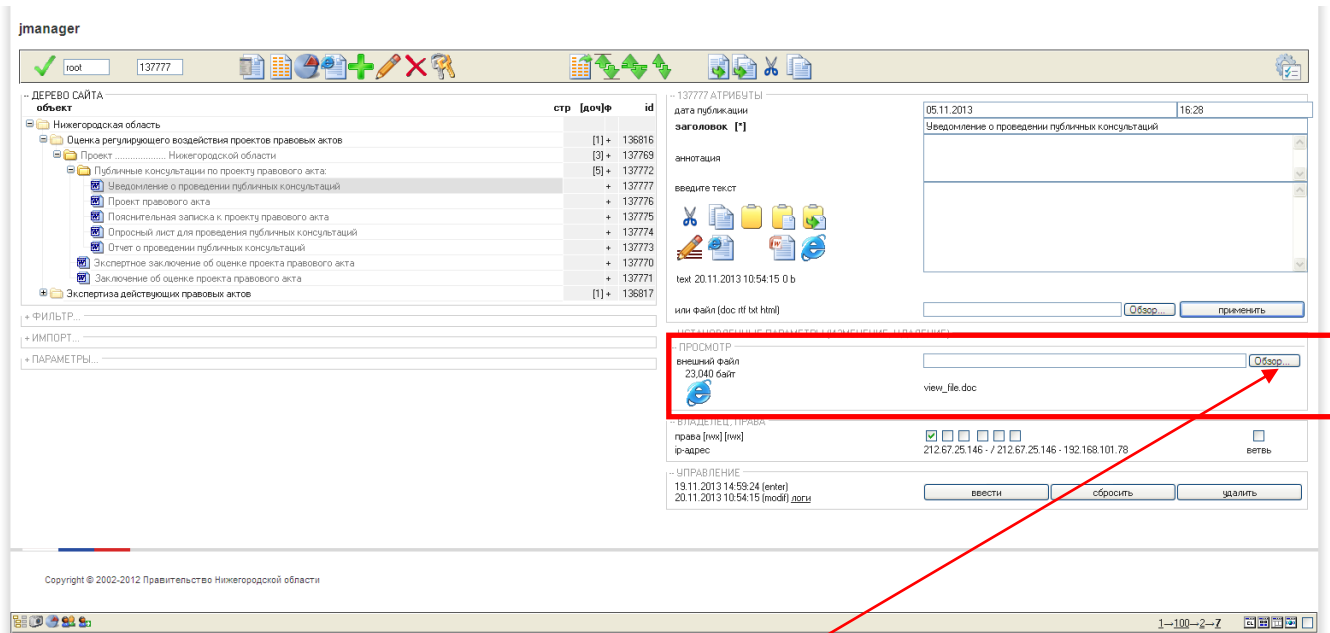 jmanager
root 137777
-- ДЕРЕВО САЙТА
объект стр [доч]ф id
Нижегородская область
Оценка регулирующего воздействия проектов правовых актов [1] + 136816
Проект .................... Нижегородской области [3] + 137769
Публичные консультации по проекту правового акта: [5] + 137772
Уведомление о проведении публичных консультаций + 137777
Проект правового акта + 137776
Пояснительная записка к проекту правового акта + 137775
Опросный лист для проведения публичных консультаций + 137774
Отчет о проведении публичных консультаций + 137773
Экспертное заключение об оценке проекта правового акта + 137770
Заключение об оценке проекта правового акта + 137771
Экспертиза действующих правовых актов [1] + 136817
+ ФИЛЬТР...
+ ИМПОРТ...
+ ПАРАМЕТРЫ...
-- 137777 АТРИБУТЫ
дата публикации 05.11.2013 16:28
заголовок [*] Уведомление о проведении публичных консультаций
аннотация
введите текст
text 20.11.2013 10:54:15 0 b
или файл (doc rtf txt html) Обзор... применить
-- УСТАНОВЛЕННЫЕ ПАРАМЕТРЫ (ИЗМЕНЕНИЕ, УДАЛЕНИЕ)
-- ПРОСМОТР
внешний файл Обзор...
23,040 байт
view_file.doc
-- ВЛАДЕЛЕЦ, ПРАВА
права [rwx] [rwx]
ip-адрес 212.67.25.146 - / 212.67.25.146 - 192.168.101.78 ветвь
-- УПРАВЛЕНИЕ
19.11.2013 14:59:24 (enter)
20.11.2013 10:54:15 (modif) логи
ввести сбросить удалить
Copyright © 2002-2012 Правительство Нижегородской области
1→100→2→7